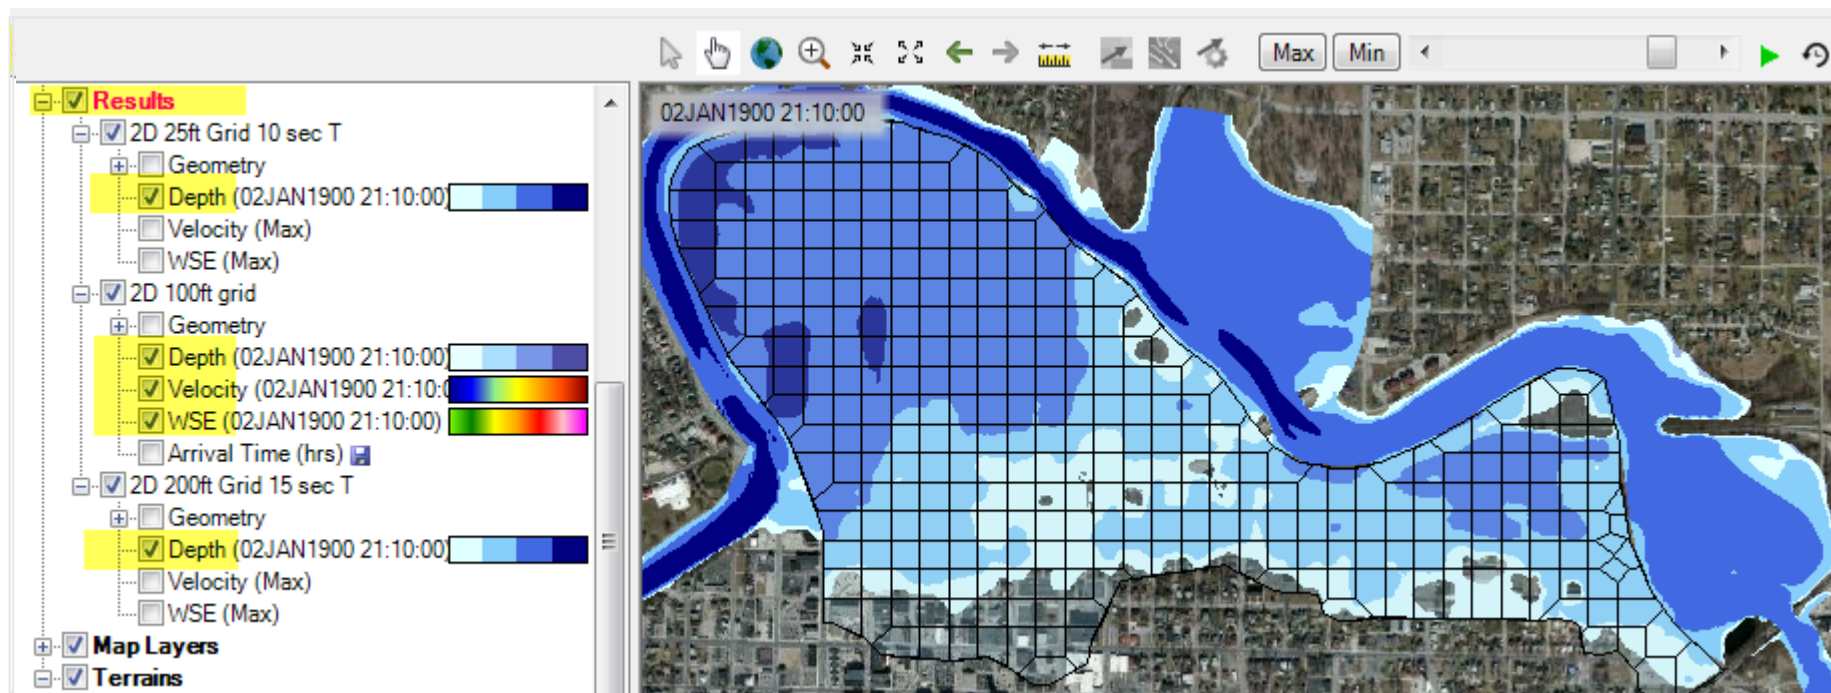 Max Min
Results
02JAN1900 21:10:00
2D 25ft Grid 10 sec T
Geometry
Depth (02JAN1900 21:10:00)
Velocity (Max)
WSE (Max)
2D 100ft grid
Geometry
Depth (02JAN1900 21:10:00)
Velocity (02JAN1900 21:10:0
WSE (02JAN1900 21:10:00)
Arrival Time (hrs)
2D 200ft Grid 15 sec T
Geometry
Depth (02JAN1900 21:10:00)
Velocity (Max)
WSE (Max)
Map Layers
Terrains